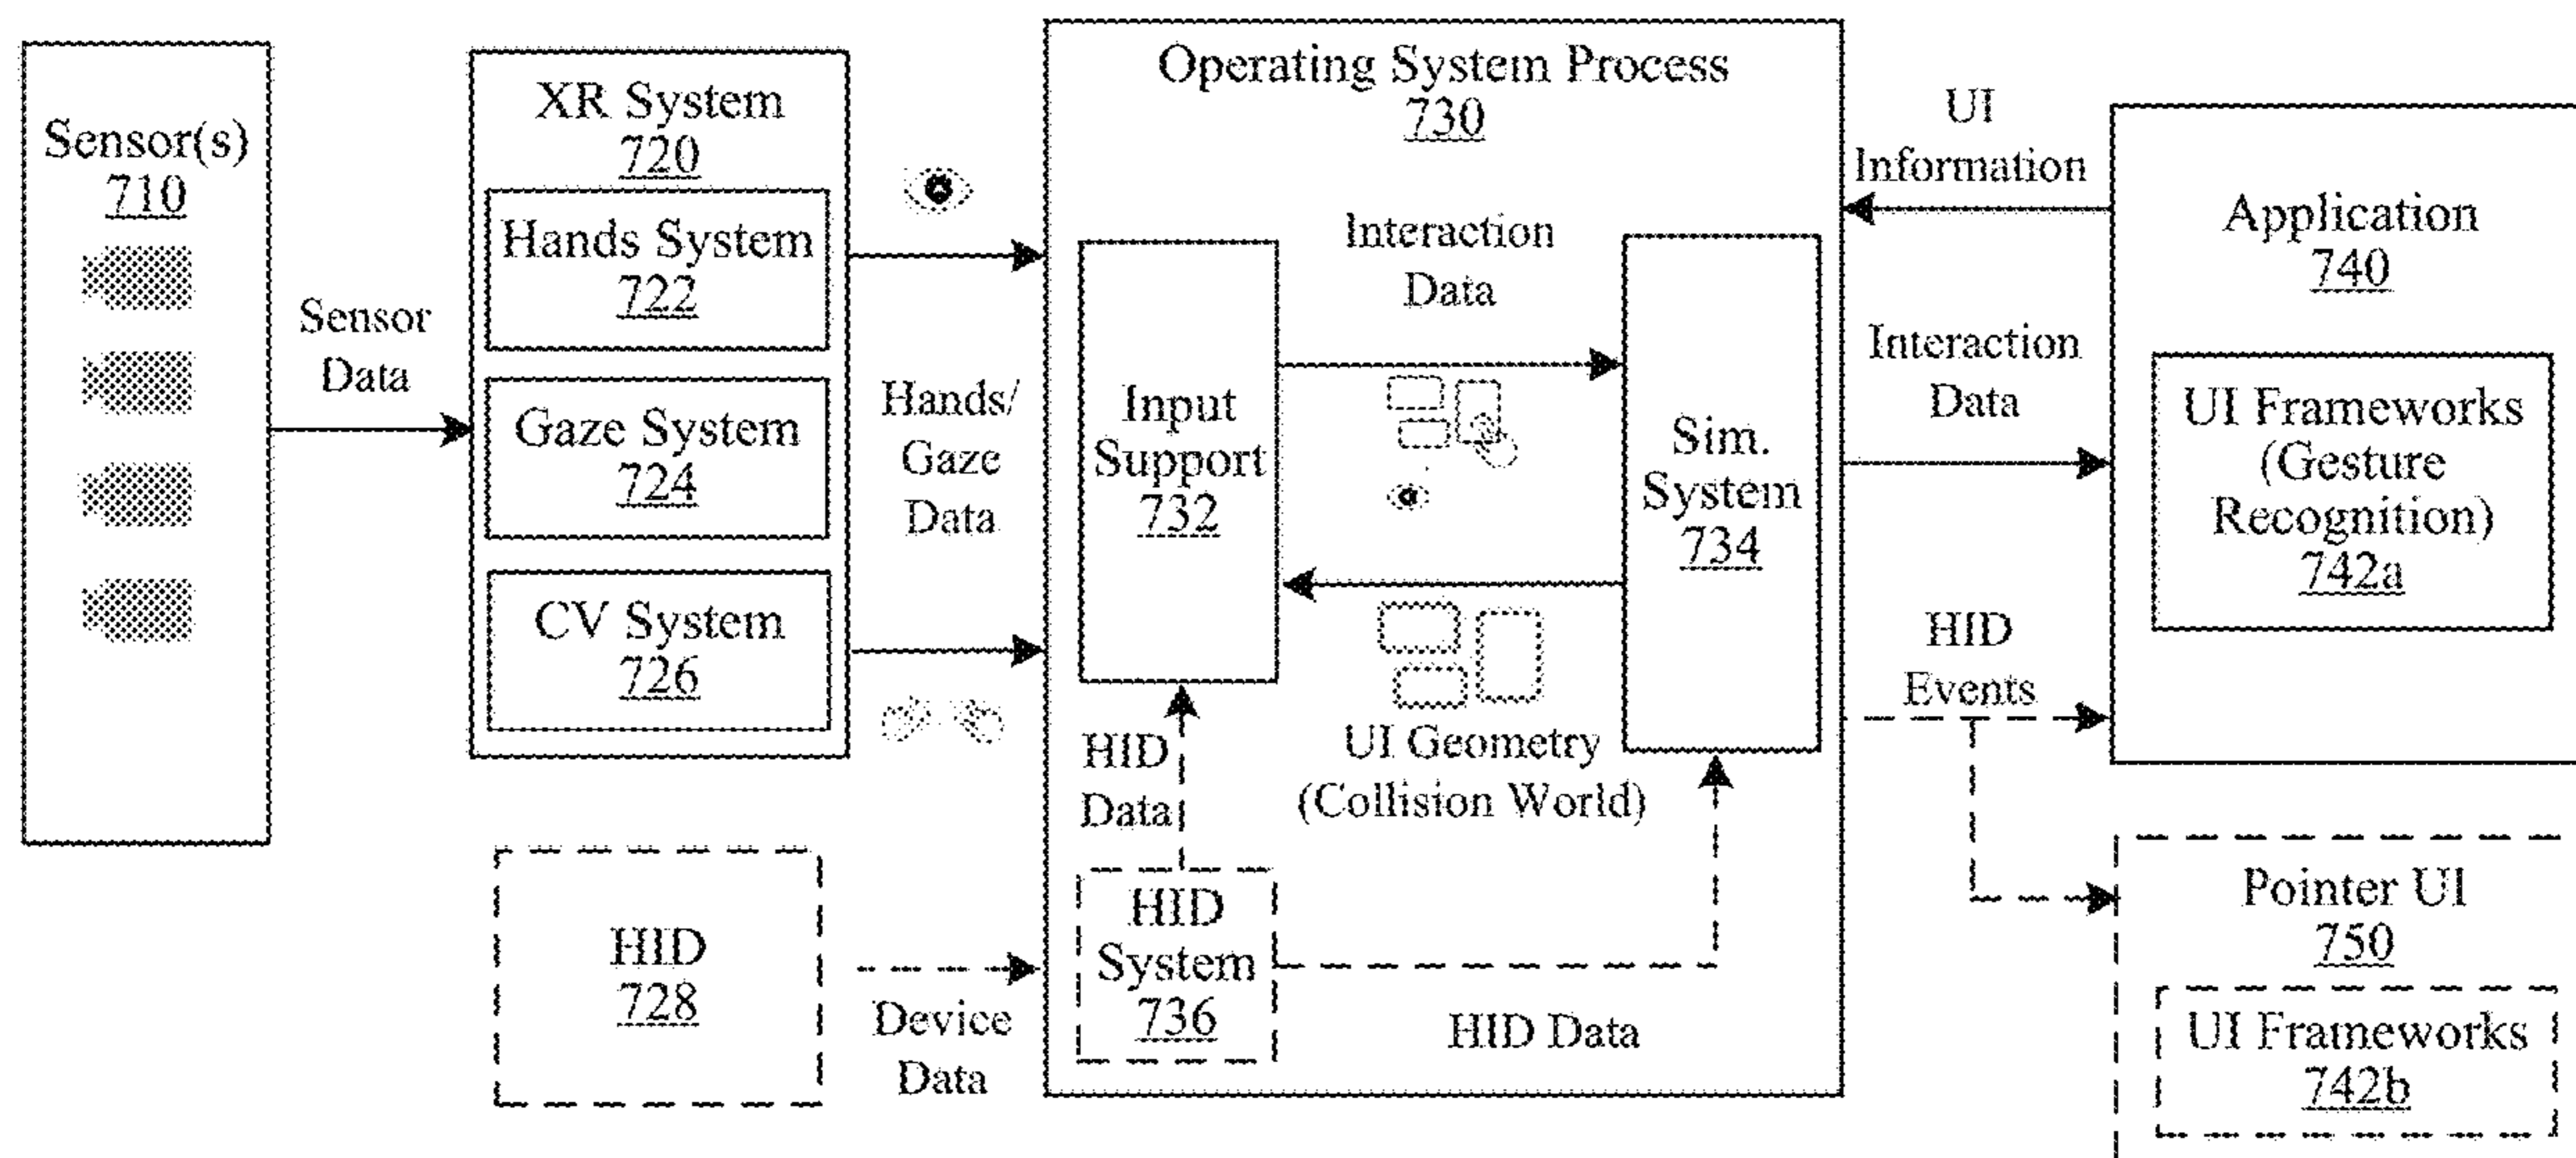 Sensor(s)
710
Sensor
Data
XR System
720
Hands System
722
Gaze System
724
CV System
726
Hands/
Gaze
Data
HID
728
Device
Data
Operating System Process
730
Input
Support
732
Interaction
Data
Sim.
System
734
UI Geometry
(Collision World)
HID
Data
HID
System
736
HID Data
UI
Information
Interaction
Data
HID
Events
Application
740
UI Frameworks
(Gesture
Recognition)
742a
Pointer UI
750
UI Frameworks
742b